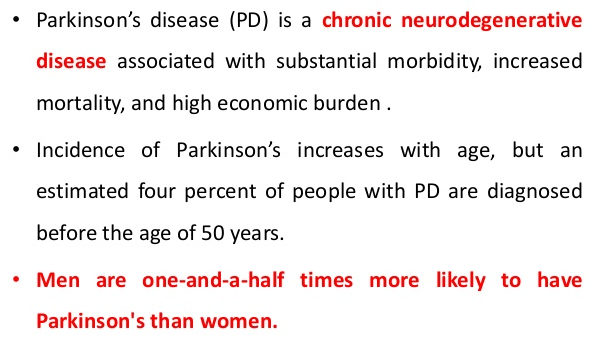 • Parkinson’s disease (PD) is a chronic neurodegenerative
disease associated with substantial morbidity, increased
mortality, and high economic burden .
• Incidence of Parkinson’s increases with age, but an
estimated four percent of people with PD are diagnosed
before the age of 50 years.
• Men are one-and-a-half times more likely to have
Parkinson's than women.